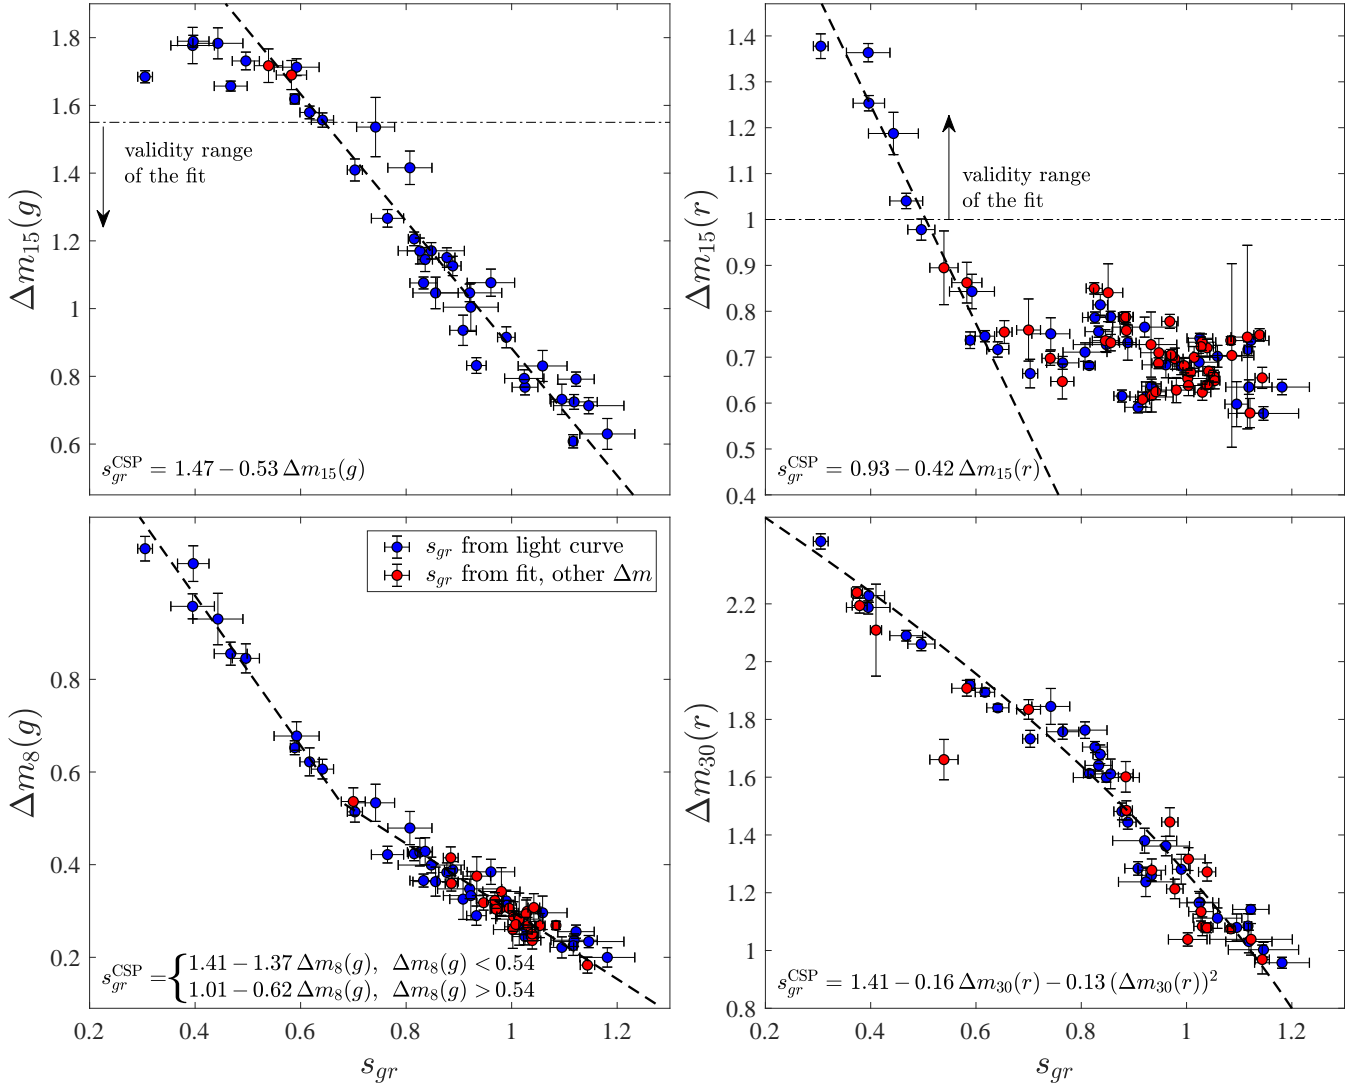 1.8
1.6
1.4
1.2
1
0.8
0.6
Δm₁₅(g)
validity range
of the fit
s_gr^CSP = 1.47 − 0.53 Δm₁₅(g)
1.4
1.3
1.2
1.1
1
0.9
0.8
0.7
0.6
0.5
0.4
Δm₁₅(r)
validity range
of the fit
s_gr^CSP = 0.93 − 0.42 Δm₁₅(r)
0.8
0.6
0.4
0.2
Δm₈(g)
s_gr from light curve
s_gr from fit, other Δm
s_gr^CSP = { 1.41 − 1.37 Δm₈(g), Δm₈(g) < 0.54
1.01 − 0.62 Δm₈(g), Δm₈(g) > 0.54
0.2 0.4 0.6 0.8 1 1.2
s_gr
2.2
2
1.8
1.6
1.4
1.2
1
0.8
Δm₃₀(r)
s_gr^CSP = 1.41 − 0.16 Δm₃₀(r) − 0.13 (Δm₃₀(r))²
0.2 0.4 0.6 0.8 1 1.2
s_gr